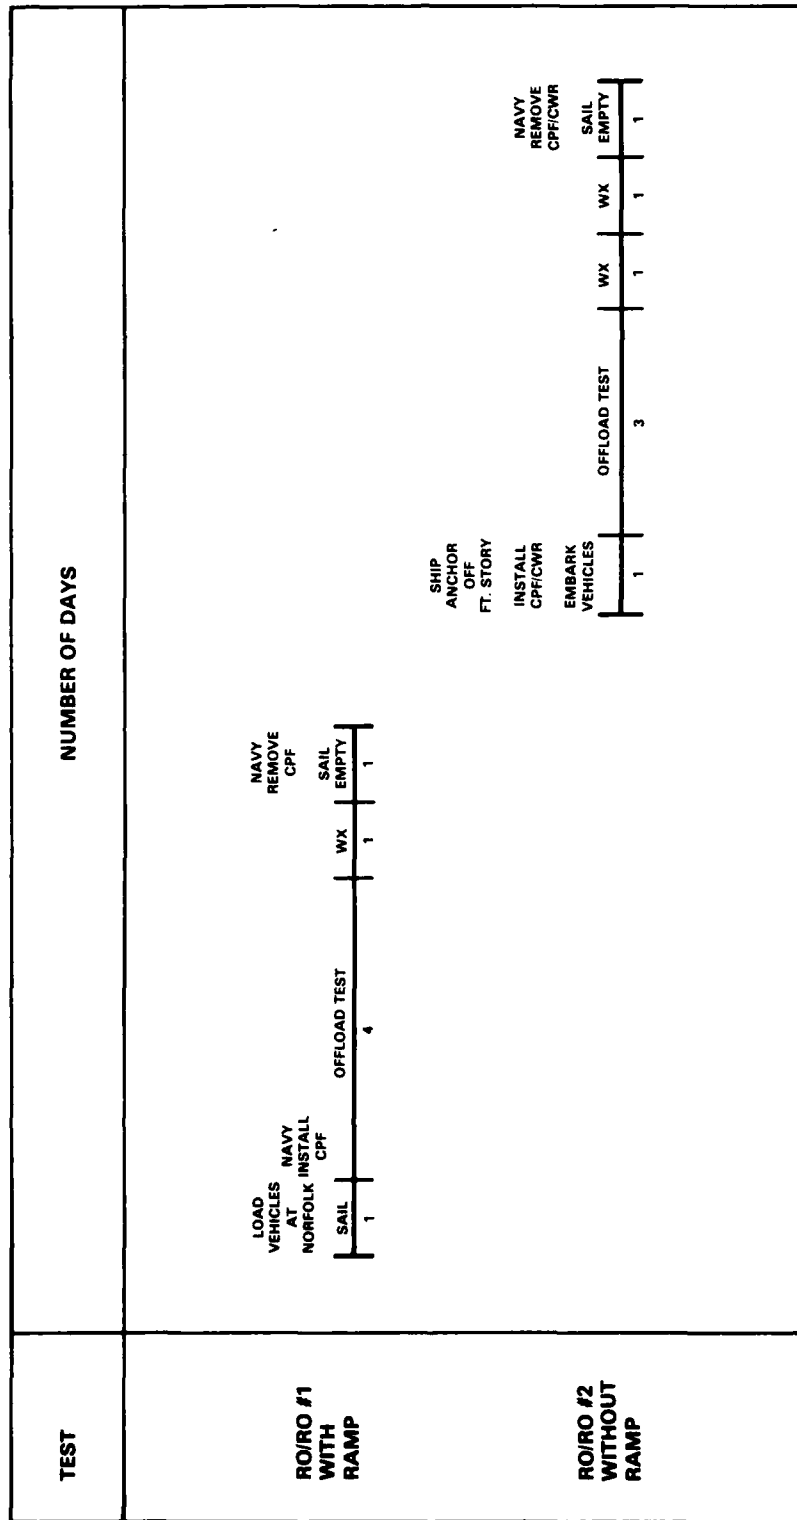 TEST
NUMBER OF DAYS
RO/RO #1
WITH
RAMP
LOAD
VEHICLES
AT
NORFOLK
SAIL
1
NAVY
INSTALL
CPF
OFFLOAD TEST
4
WX
1
NAVY
REMOVE
CPF
SAIL
EMPTY
1
RO/RO #2
WITHOUT
RAMP
SHIP
ANCHOR
OFF
FT. STORY
INSTALL
CPF/CWR
EMBARK
VEHICLES
1
OFFLOAD TEST
3
WX
1
WX
1
NAVY
REMOVE
CPF/CWR
SAIL
EMPTY
1